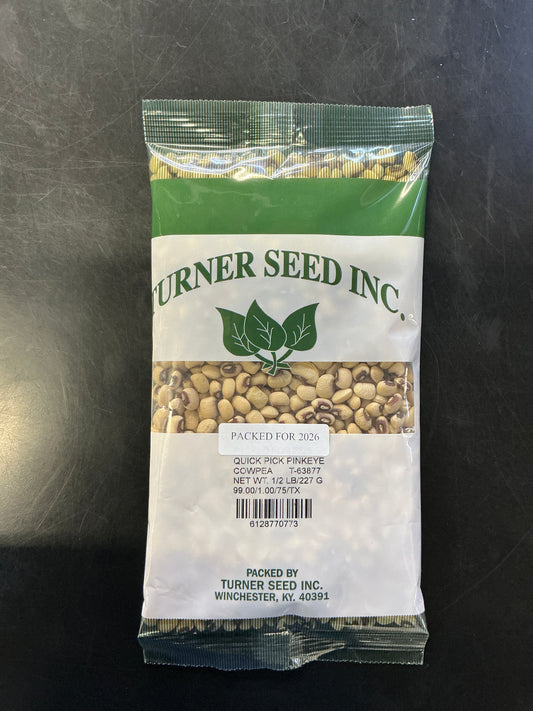 TURNER SEED INC.
PACKED FOR 2026
QUICK PICK PINKEYE
COWPEA T-63877
NET WT. 1/2 LB/227 G
99.00/1.00/75/TX
6128770773
PACKED BY
TURNER SEED INC.
WINCHESTER, KY. 40391